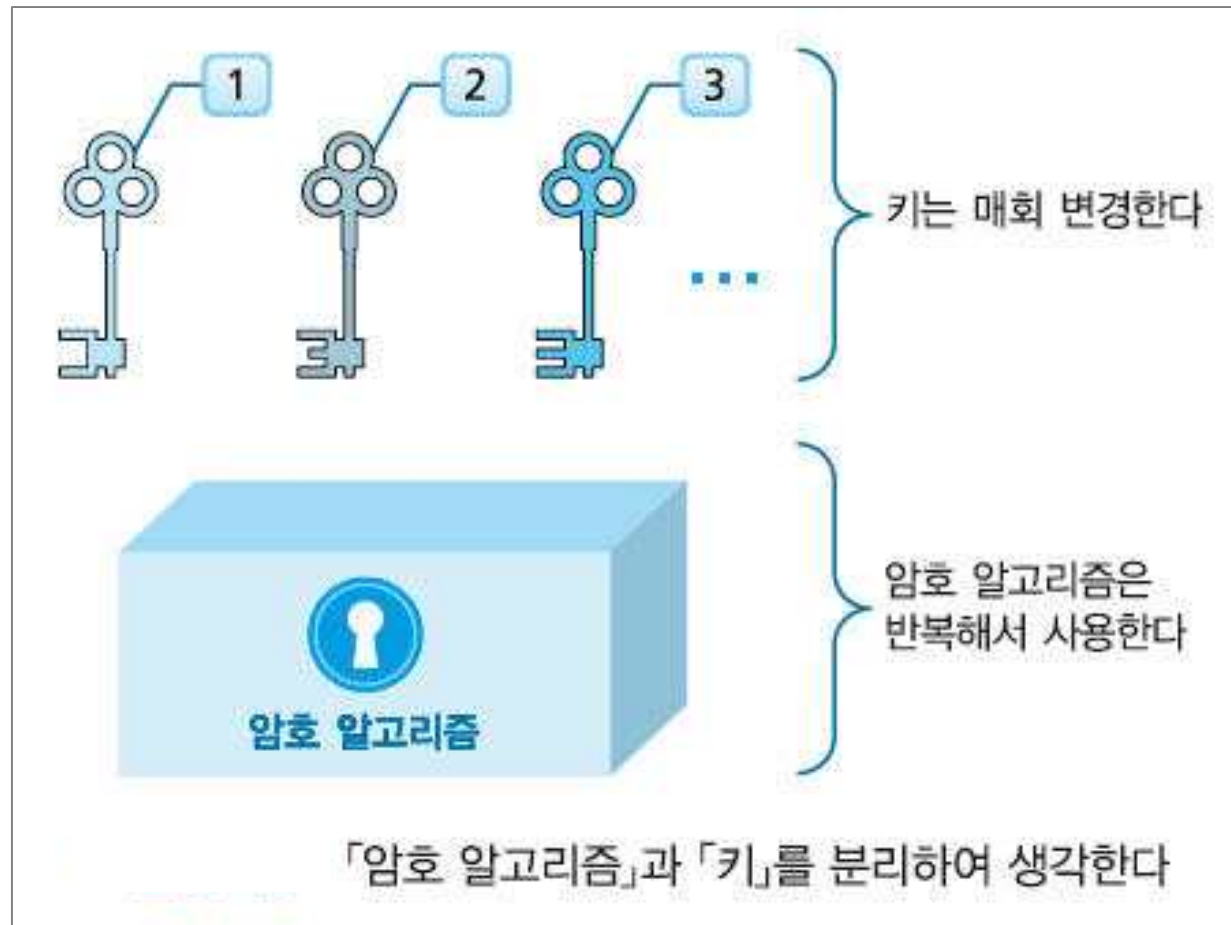 1
2
3
키는 매회 변경한다
암호 알고리즘은
반복해서 사용한다
암호 알고리즘
「암호 알고리즘」과 「키」를 분리하여 생각한다